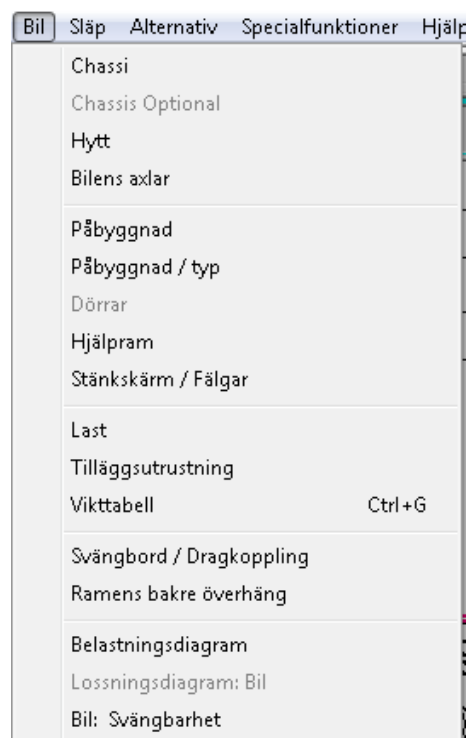 Bil Släp Alternativ Specialfunktioner Hjälp
Chassi
Chassis Optional
Hytt
Bilens axlar
Påbyggnad
Påbyggnad / typ
Dörrar
Hjälpram
Stänkskärm / Fälgar
Last
Tilläggsutrustning
Vikttabell Ctrl+G
Svängbord / Dragkoppling
Ramens bakre överhäng
Belastningsdiagram
Lossningsdiagram: Bil
Bil: Svängbarhet